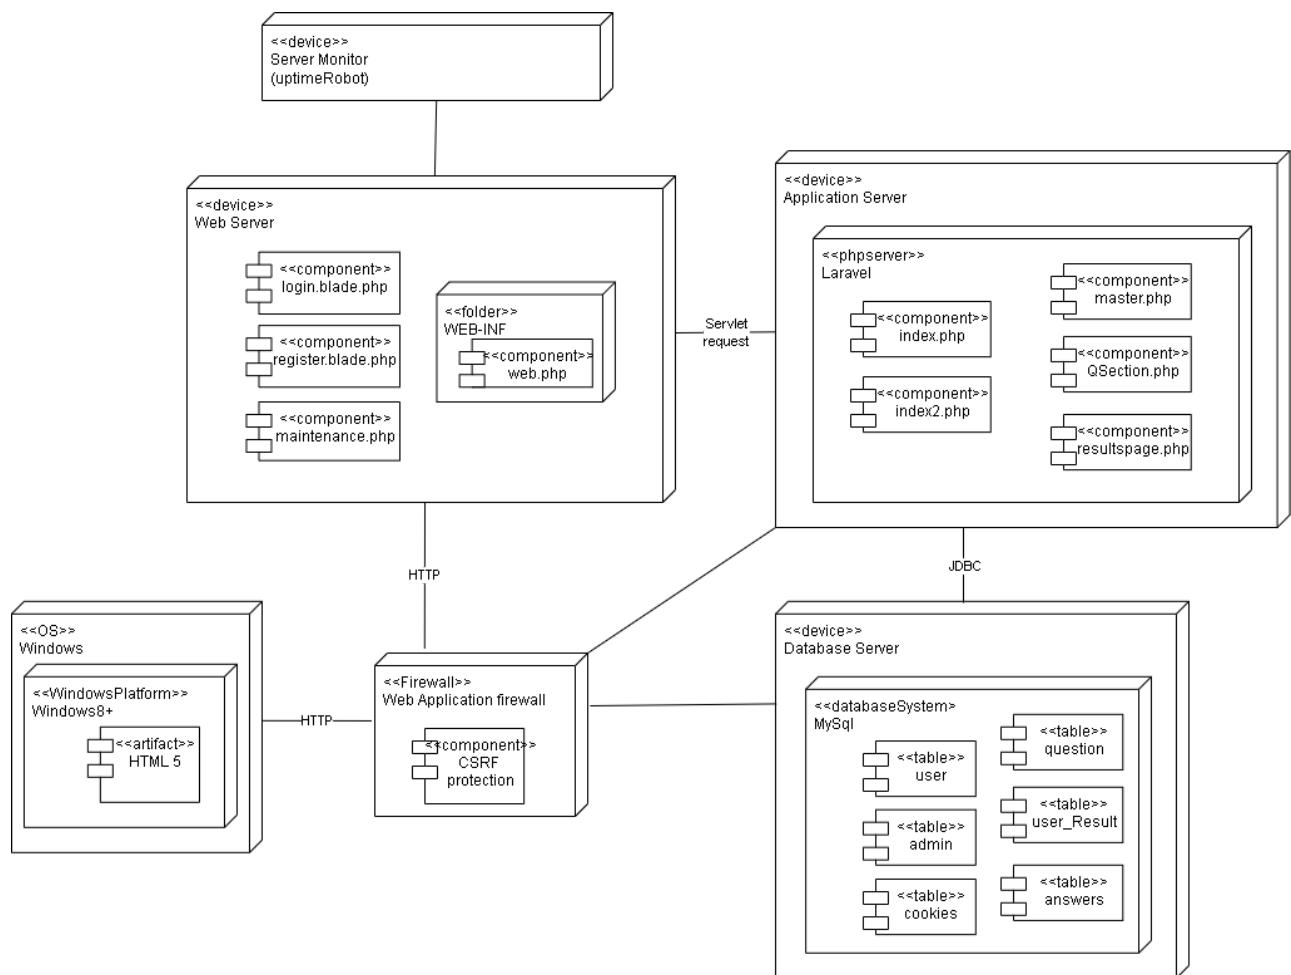 <<device>>
Server Monitor
(uptimeRobot)
<<device>>
Web Server
<<component>>
login.blade.php
<<component>>
register.blade.php
<<component>>
maintenance.php
<<folder>>
WEB-INF
<<component>>
web.php
Servlet
request
<<device>>
Application Server
<<phpserver>>
Laravel
<<component>>
index.php
<<component>>
index2.php
<<component>>
master.php
<<component>>
QSection.php
<<component>>
resultspage.php
HTTP
JDBC
<<OS>>
Windows
<<WindowsPlatform>>
Windows8+
<<artifact>>
HTML 5
HTTP
<<Firewall>>
Web Application firewall
<<component>>
CSRF
protection
<<device>>
Database Server
<<databaseSystem>
MySql
<<table>>
user
<<table>>
admin
<<table>>
cookies
<<table>>
question
<<table>>
user_Result
<<table>>
answers